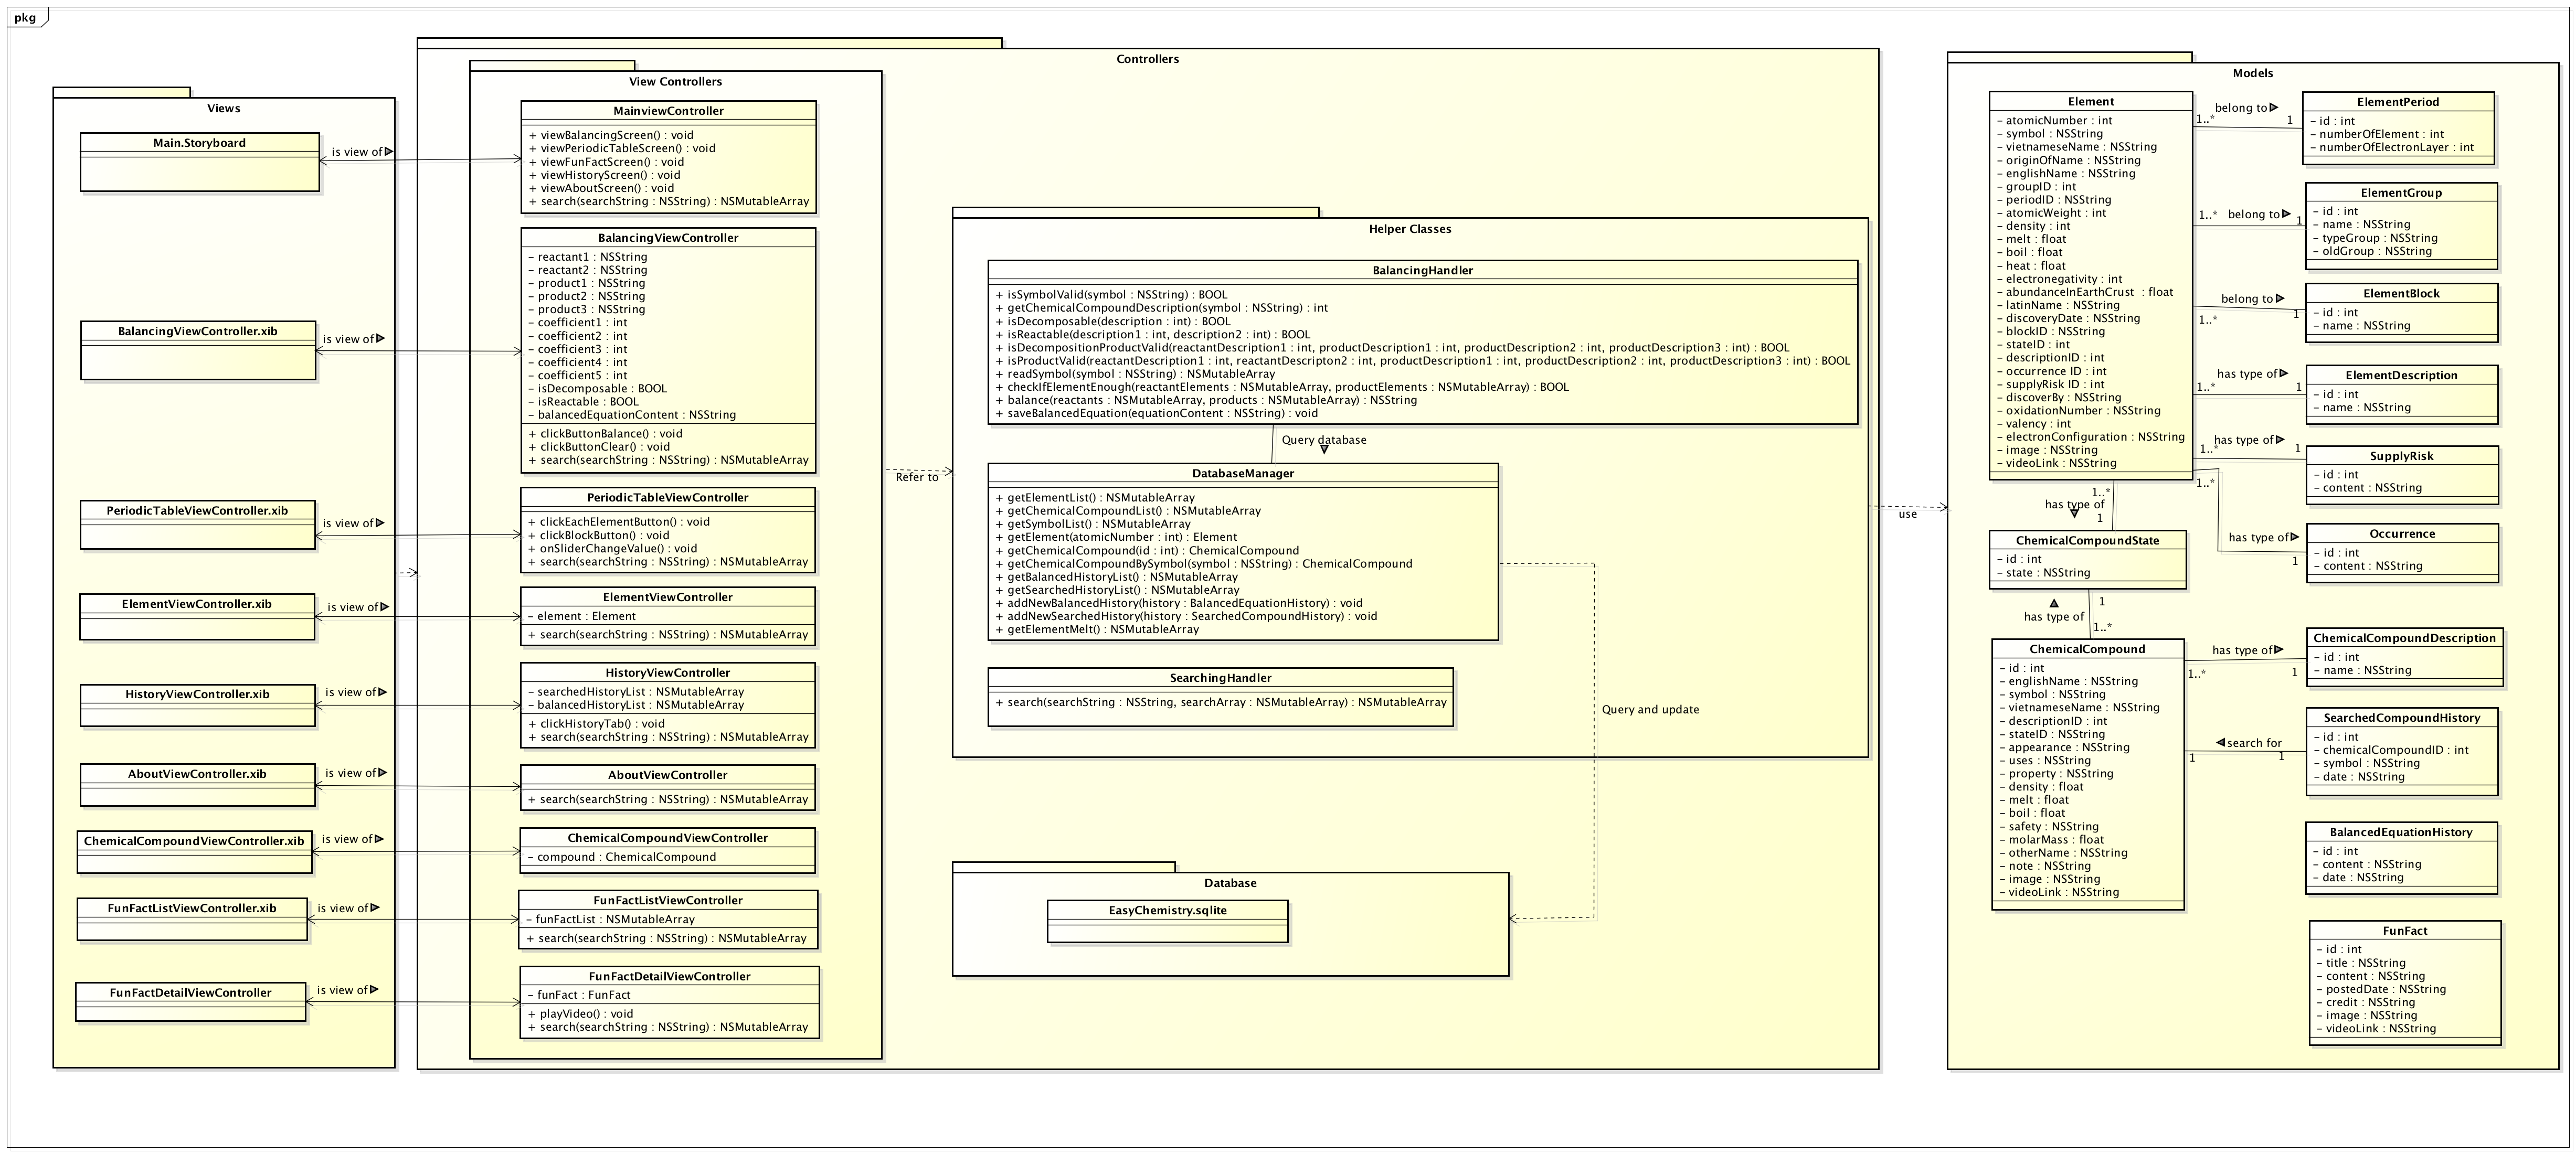 pkg
Views
Main.Storyboard
is view of
BalancingViewController.xib
is view of
PeriodicTableViewController.xib
is view of
ElementViewController.xib
is view of
HistoryViewController.xib
is view of
AboutViewController.xib
is view of
ChemicalCompoundViewController.xib
is view of
FunFactListViewController.xib
is view of
FunFactDetailViewController
is view of
Controllers
View Controllers
MainviewController
+ viewBalancingScreen() : void
+ viewPeriodicTableScreen() : void
+ viewFunFactScreen() : void
+ viewHistoryScreen() : void
+ viewAboutScreen() : void
+ search(searchString : NSString) : NSMutableArray
BalancingViewController
- reactant1 : NSString
- reactant2 : NSString
- product1 : NSString
- product2 : NSString
- product3 : NSString
- coefficient1 : int
- coefficient2 : int
- coefficient3 : int
- coefficient4 : int
- coefficient5 : int
- isDecomposable : BOOL
- isReactable : BOOL
- balancedEquationContent : NSString
+ clickButtonBalance() : void
+ clickButtonClear() : void
+ search(searchString : NSString) : NSMutableArray
PeriodicTableViewController
+ clickEachElementButton() : void
+ clickBlockButton() : void
+ onSliderChangeValue() : void
+ search(searchString : NSString) : NSMutableArray
ElementViewController
- element : Element
+ search(searchString : NSString) : NSMutableArray
HistoryViewController
- searchedHistoryList : NSMutableArray
- balancedHistoryList : NSMutableArray
+ clickHistoryTab() : void
+ search(searchString : NSString) : NSMutableArray
AboutViewController
+ search(searchString : NSString) : NSMutableArray
ChemicalCompoundViewController
- compound : ChemicalCompound
FunFactListViewController
- funFactList : NSMutableArray
+ search(searchString : NSString) : NSMutableArray
FunFactDetailViewController
- funFact : FunFact
+ playVideo() : void
+ search(searchString : NSString) : NSMutableArray
Refer to
Helper Classes
BalancingHandler
+ isSymbolValid(symbol : NSString) : BOOL
+ getChemicalCompoundDescription(symbol : NSString) : int
+ isDecomposable(description : int) : BOOL
+ isReactable(description1 : int, description2 : int) : BOOL
+ isDecompositionProductValid(reactantDescription1 : int, productDescription1 : int, productDescription2 : int, productDescription3 : int) : BOOL
+ isProductValid(reactantDescription1 : int, reactantDescripton2 : int, productDescription1 : int, productDescription2 : int, productDescription3 : int) : BOOL
+ readSymbol(symbol : NSString) : NSMutableArray
+ checkIfElementEnough(reactantElements : NSMutableArray, productElements : NSMutableArray) : BOOL
+ balance(reactants : NSMutableArray, products : NSMutableArray) : NSString
+ saveBalancedEquation(equationContent : NSString) : void
Query database
DatabaseManager
+ getElementList() : NSMutableArray
+ getChemicalCompoundList() : NSMutableArray
+ getSymbolList() : NSMutableArray
+ getElement(atomicNumber : int) : Element
+ getChemicalCompound(id : int) : ChemicalCompound
+ getChemicalCompoundBySymbol(symbol : NSString) : ChemicalCompound
+ getBalancedHistoryList() : NSMutableArray
+ getSearchedHistoryList() : NSMutableArray
+ addNewBalancedHistory(history : BalancedEquationHistory) : void
+ addNewSearchedHistory(history : SearchedCompoundHistory) : void
+ getElementMelt() : NSMutableArray
SearchingHandler
+ search(searchString : NSString, searchArray : NSMutableArray) : NSMutableArray
Query and update
Database
EasyChemistry.sqlite
use
Models
Element
- atomicNumber : int
- symbol : NSString
- vietnameseName : NSString
- originOfName : NSString
- englishName : NSString
- groupID : int
- periodID : NSString
- atomicWeight : int
- density : int
- melt : float
- boil : float
- heat : float
- electronegativity : int
- abundanceInEarthCrust : float
- latinName : NSString
- discoveryDate : NSString
- blockID : NSString
- stateID : int
- descriptionID : int
- occurrence ID : int
- supplyRisk ID : int
- discoverBy : NSString
- oxidationNumber : NSString
- valency : int
- electronConfiguration : NSString
- image : NSString
- videoLink : NSString
belong to
1..* 1
ElementPeriod
- id : int
- numberOfElement : int
- numberOfElectronLayer : int
1..* belong to 1
ElementGroup
- id : int
- name : NSString
- typeGroup : NSString
- oldGroup : NSString
belong to
1..* 1
ElementBlock
- id : int
- name : NSString
has type of
1..* 1
ElementDescription
- id : int
- name : NSString
has type of
1..* 1
SupplyRisk
- id : int
- content : NSString
1..*
has type of
1
Occurrence
- id : int
- content : NSString
1..*
has type of
1
ChemicalCompoundState
- id : int
- state : NSString
1
has type of
1..*
ChemicalCompound
- id : int
- englishName : NSString
- symbol : NSString
- vietnameseName : NSString
- descriptionID : int
- stateID : int
- appearance : NSString
- uses : NSString
- property : NSString
- density : float
- melt : float
- boil : float
- safety : NSString
- molarMass : float
- otherName : NSString
- note : NSString
- image : NSString
- videoLink : NSString
has type of
1..* 1
ChemicalCompoundDescription
- id : int
- name : NSString
search for
1 1
SearchedCompoundHistory
- id : int
- chemicalCompoundID : int
- symbol : NSString
- date : NSString
BalancedEquationHistory
- id : int
- content : NSString
- date : NSString
FunFact
- id : int
- title : NSString
- content : NSString
- postedDate : NSString
- credit : NSString
- image : NSString
- videoLink : NSString